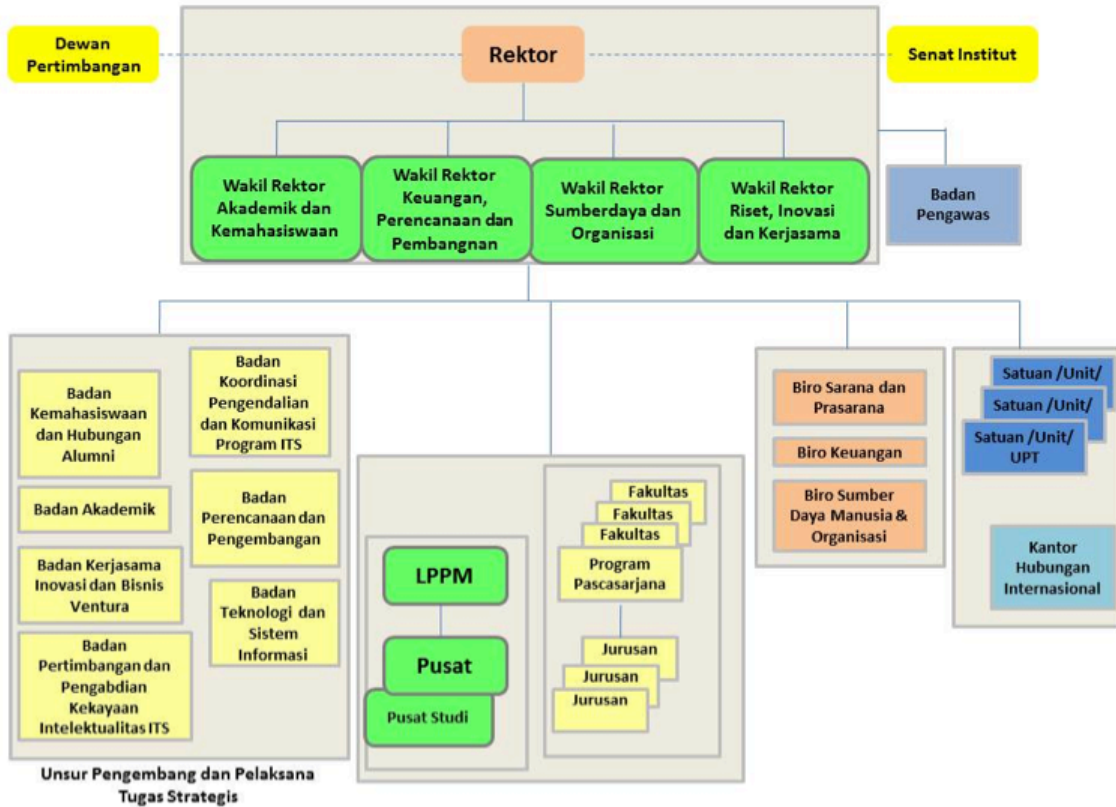 Dewan
Pertimbangan
Rektor
Senat Institut
Wakil Rektor
Akademik dan
Kemahasiswaan
Wakil Rektor
Keuangan,
Perencanaan dan
Pembangnan
Wakil Rektor
Sumberdaya dan
Organisasi
Wakil Rektor
Riset, Inovasi
dan Kerjasama
Badan
Pengawas
Badan
Kemahasiswaan
dan Hubungan
Alumni
Badan
Koordinasi
Pengendalian
dan Komunikasi
Program ITS
Badan Akademik
Badan
Perencanaan dan
Pengembangan
Badan Kerjasama
Inovasi dan Bisnis
Ventura
Badan
Teknologi dan
Sistem
Informasi
Badan
Pertimbangan dan
Pengabdian
Kekayaan
Intelektualitas ITS
Unsur Pengembang dan Pelaksana
Tugas Strategis
LPPM
Pusat
Pusat Studi
Fakultas
Fakultas
Fakultas
Program
Pascasarjana
Jurusan
Jurusan
Jurusan
Biro Sarana dan
Prasarana
Biro Keuangan
Biro Sumber
Daya Manusia &
Organisasi
Satuan /Unit/
Satuan /Unit/
Satuan /Unit/
UPT
Kantor
Hubungan
Internasional